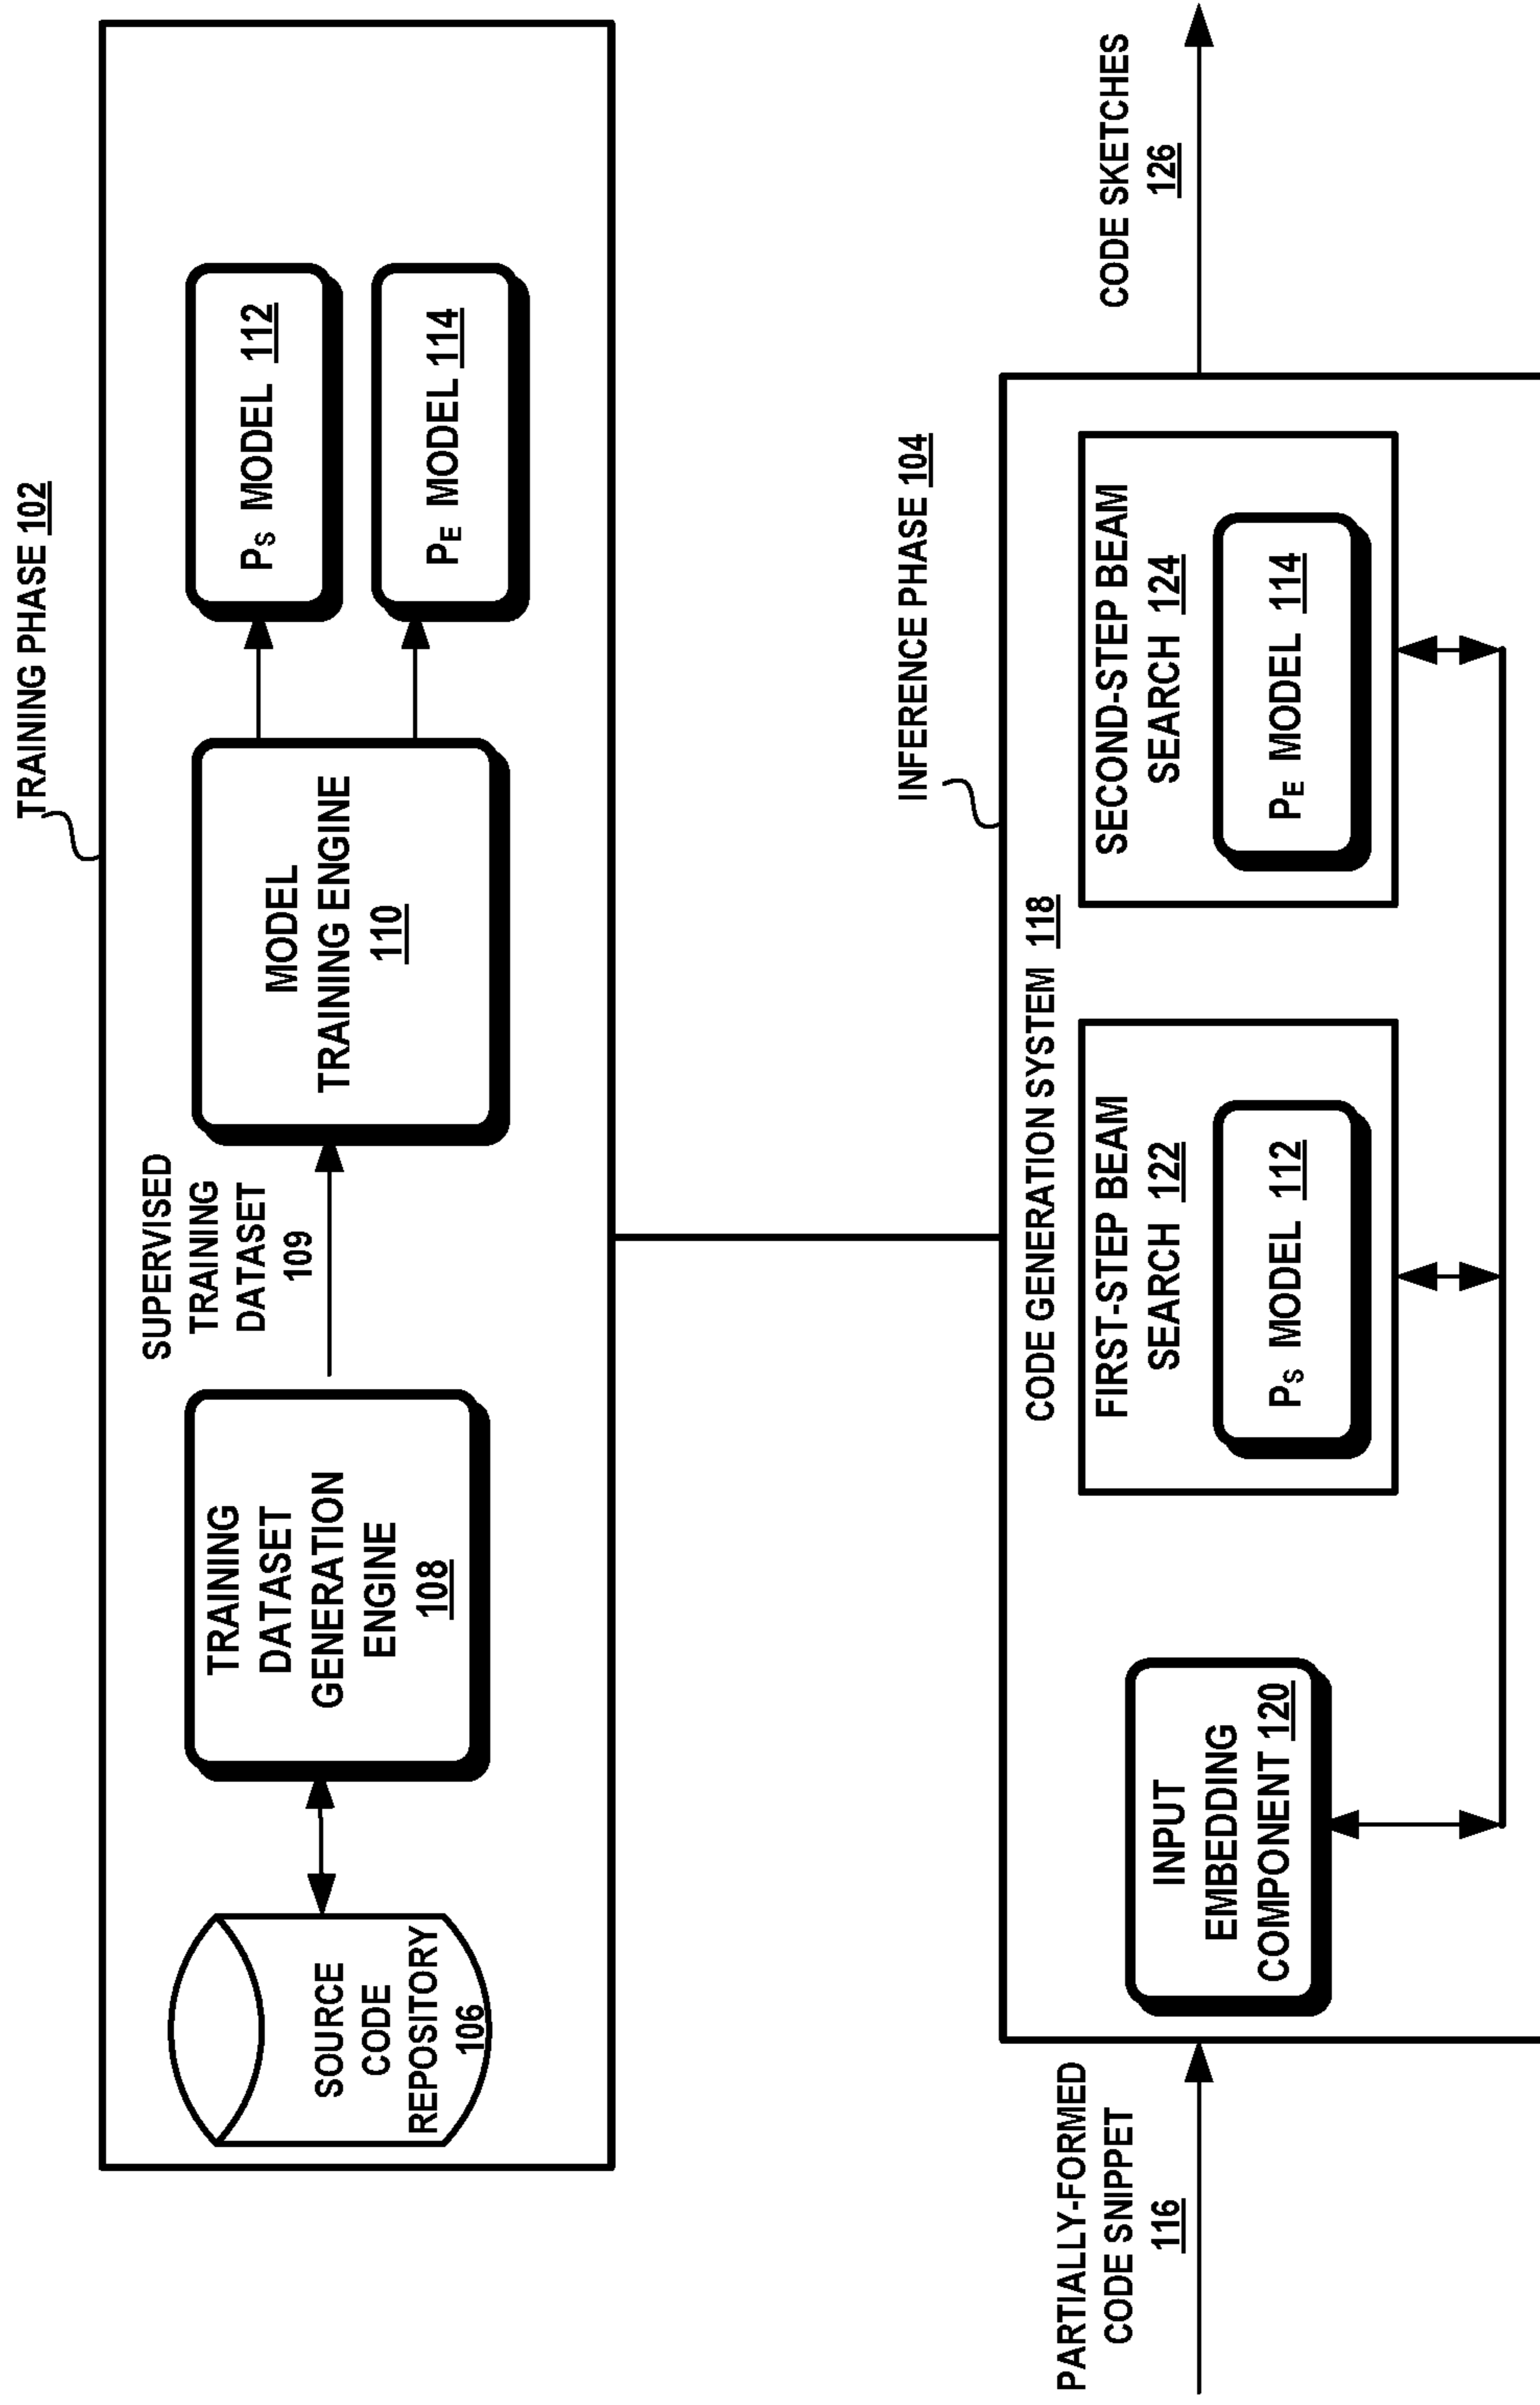 TRAINING PHASE 102
SOURCE
CODE
REPOSITORY
106
TRAINING
DATASET
GENERATION
ENGINE
108
SUPERVISED
TRAINING
DATASET
109
MODEL
TRAINING ENGINE
110
PS MODEL 112
PE MODEL 114
INFERENCE PHASE 104
PARTIALLY-FORMED
CODE SNIPPET
116
CODE GENERATION SYSTEM 118
INPUT
EMBEDDING
COMPONENT 120
FIRST-STEP BEAM
SEARCH 122
PS MODEL 112
SECOND-STEP BEAM
SEARCH 124
PE MODEL 114
CODE SKETCHES
126